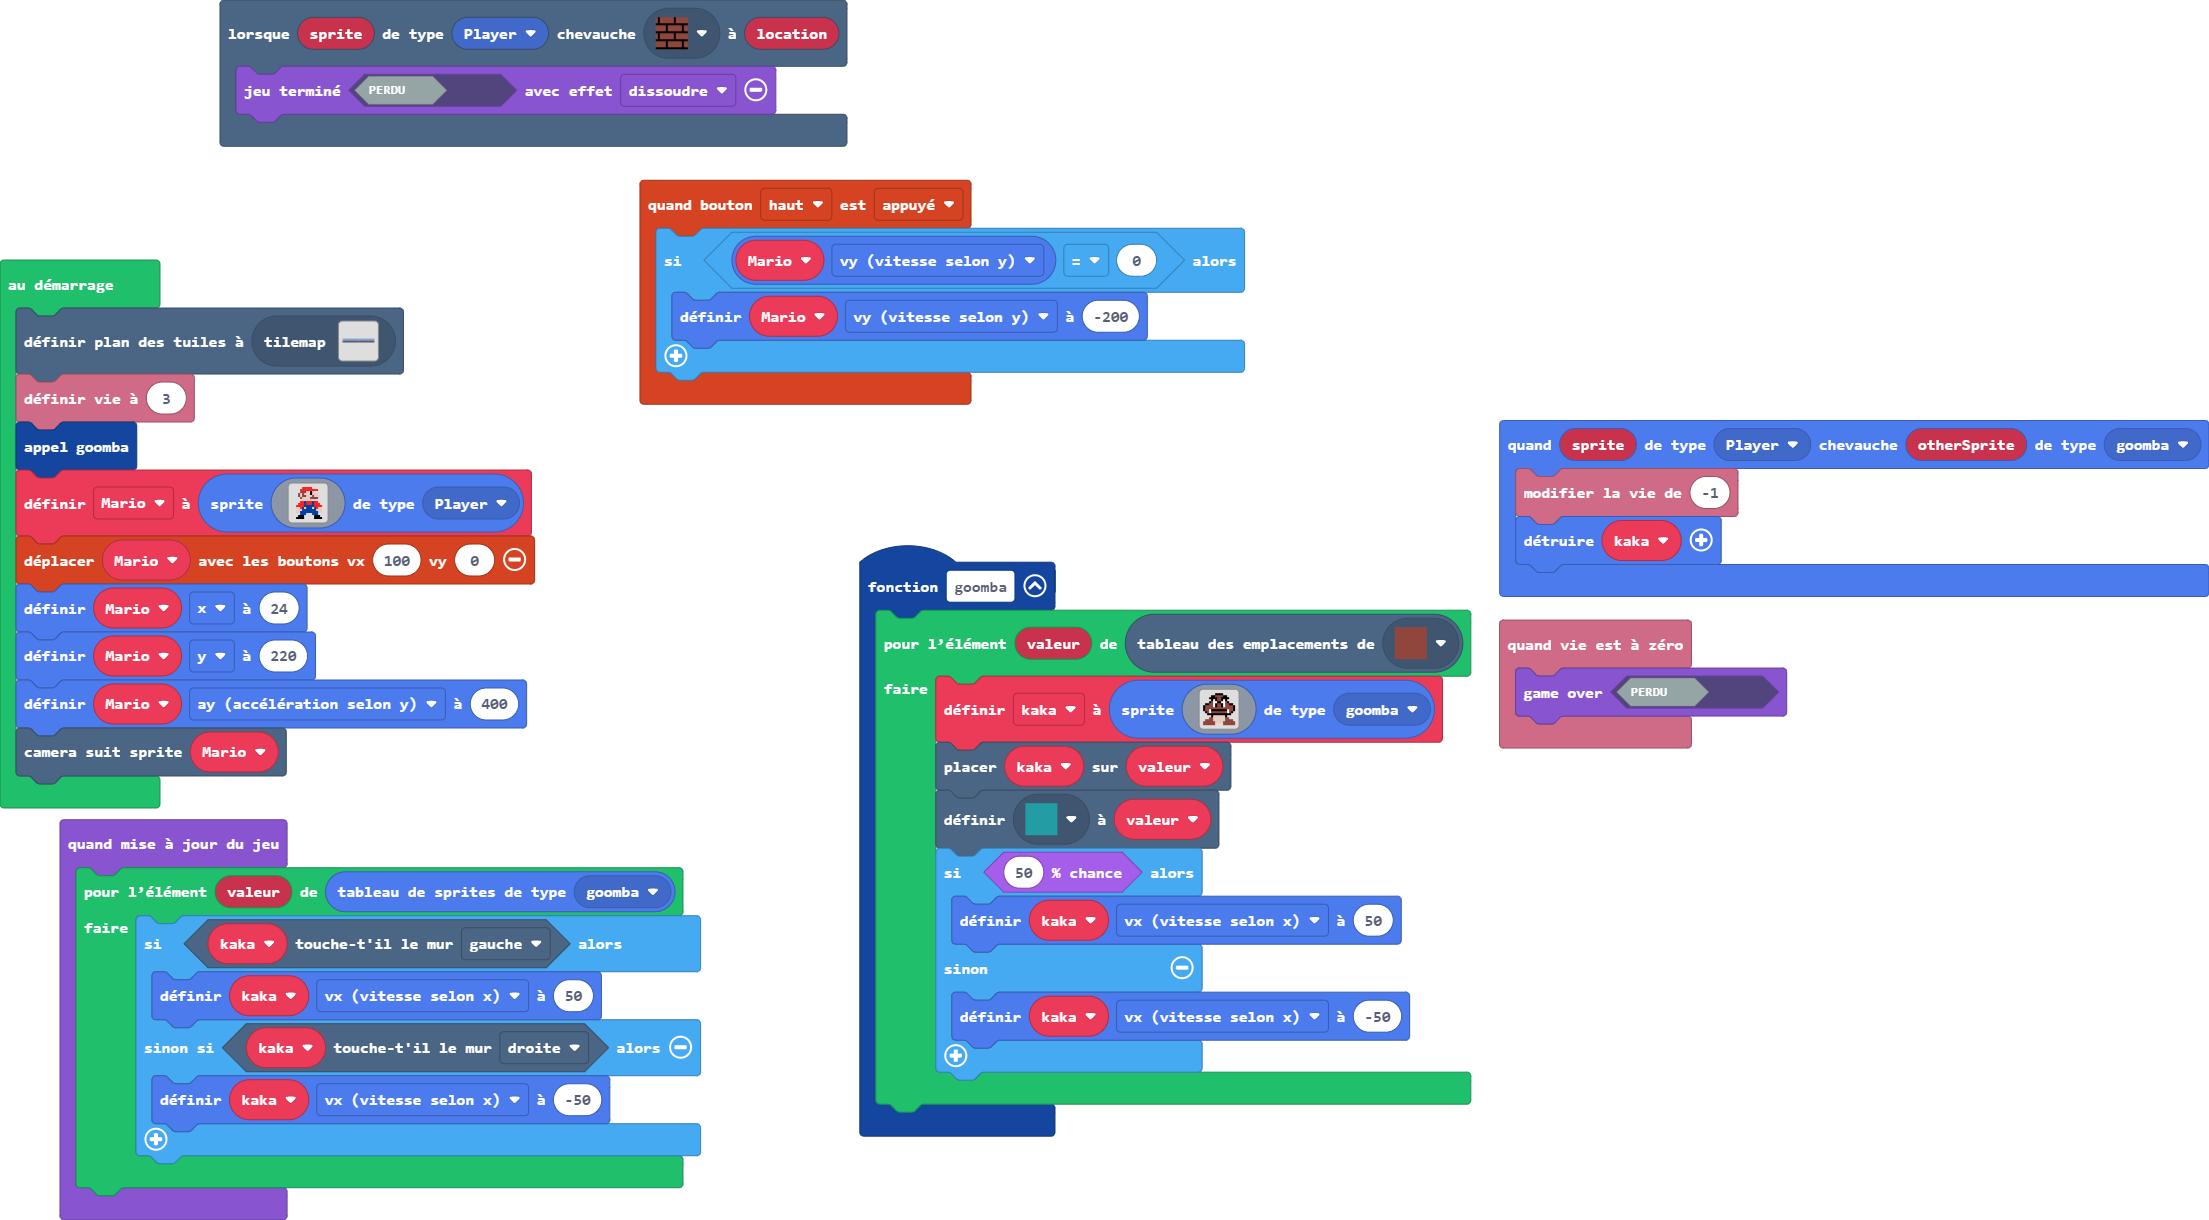 lorsque sprite de type Player chevauche à location
jeu terminé PERDU avec effet dissoudre
quand bouton haut est appuyé
si Mario vy (vitesse selon y) = 0 alors
définir Mario vy (vitesse selon y) à -200
au démarrage
définir plan des tuiles à tilemap
définir vie à 3
appel goomba
définir Mario à sprite de type Player
déplacer Mario avec les boutons vx 100 vy 0
définir Mario x à 24
définir Mario y à 220
définir Mario ay (accélération selon y) à 400
camera suit sprite Mario
quand sprite de type Player chevauche otherSprite de type goomba
modifier la vie de -1
détruire kaka
quand vie est à zéro
game over PERDU
fonction goomba
pour l'élément valeur de tableau des emplacements de
faire
définir kaka à sprite de type goomba
placer kaka sur valeur
définir à valeur
si 50 % chance alors
définir kaka vx (vitesse selon x) à 50
sinon
définir kaka vx (vitesse selon x) à -50
quand mise à jour du jeu
pour l'élément valeur de tableau de sprites de type goomba
faire
si kaka touche-t'il le mur gauche alors
définir kaka vx (vitesse selon x) à 50
sinon si kaka touche-t'il le mur droite alors
définir kaka vx (vitesse selon x) à -50